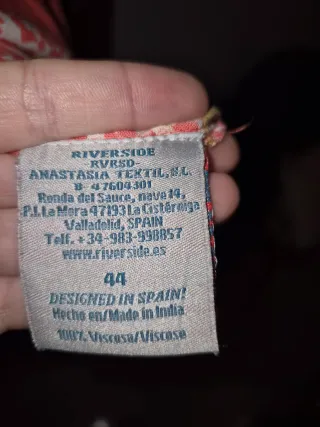 RIVERSIDE
RVRSD-
ANASTASIA TEXTIL, S.L.
B-47604301
Ronda del Sauce, nave 14,
P.I. La Mora 47193 La Cistérniga
Valladolid, SPAIN
Telf. +34-983-990857
www.riverside.es
44
DESIGNED IN SPAIN!
Hecho en/Made in India
100% Viscosa/Viscose